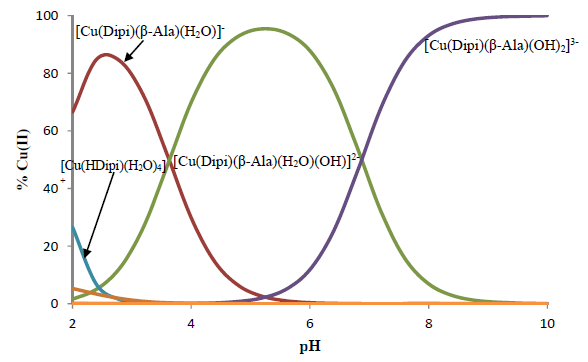 100
80
60
40
20
0
% Cu(II)
[Cu(Dipi)(β-Ala)(H₂O)]⁻
[Cu(Dipi)(β-Ala)(OH)₂]³⁻
[Cu(HDipi)(H₂O)₄]
+
[Cu(Dipi)(β-Ala)(H₂O)(OH)]²⁻
2 4 6 8 10
pH